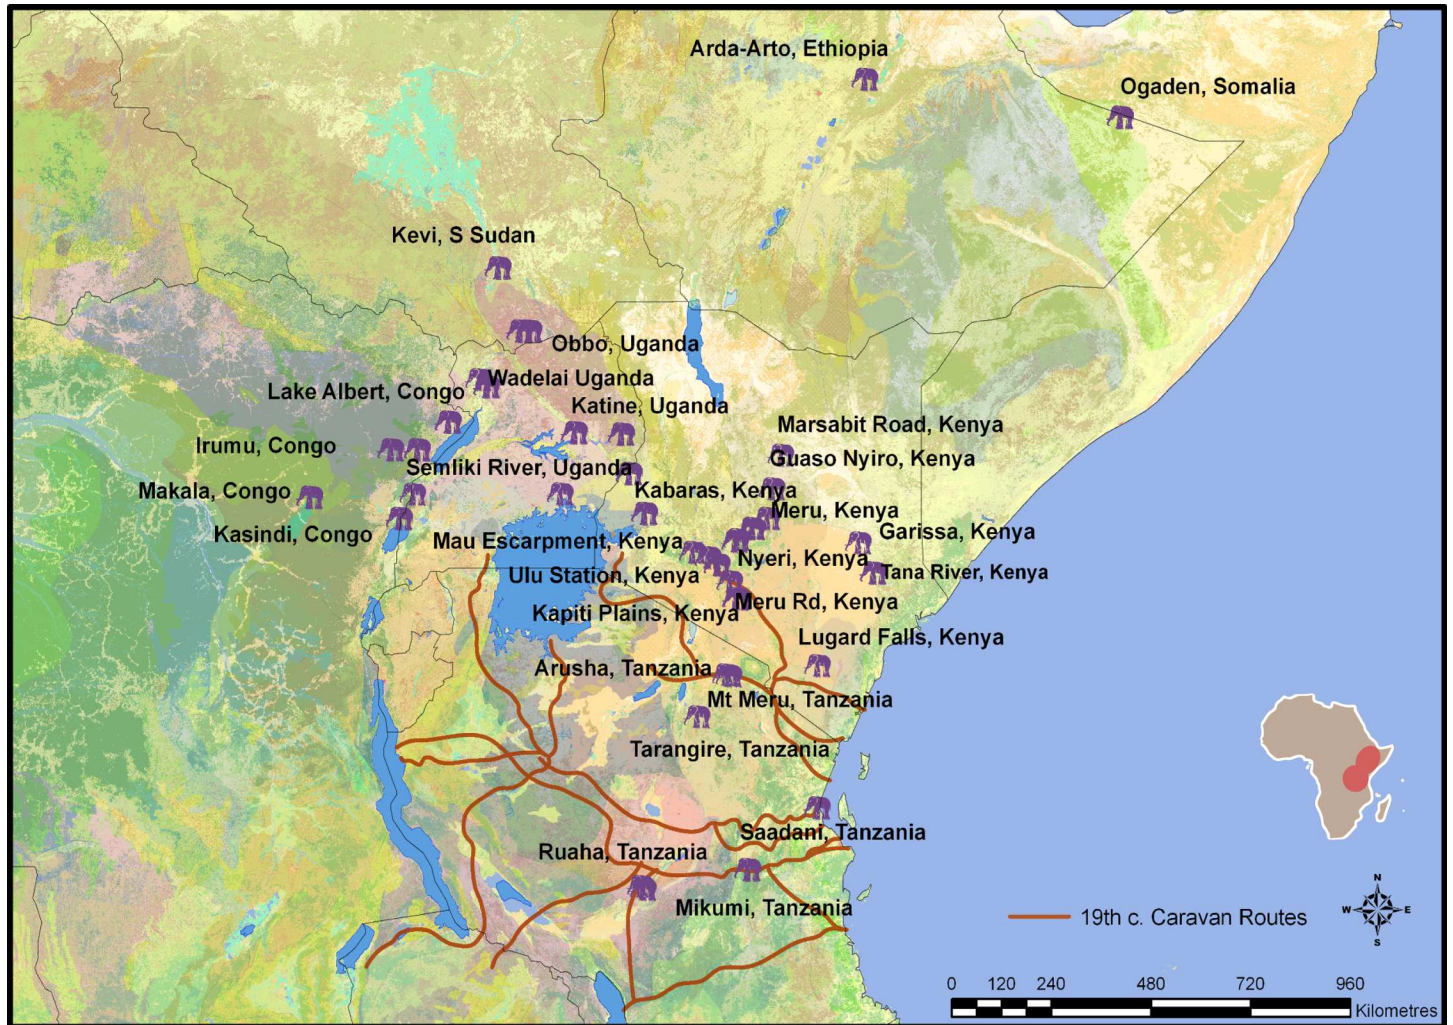 Arda-Arto, Ethiopia
Ogaden, Somalia
Kevi, S Sudan
Obbo, Uganda
Wadelai Uganda
Lake Albert, Congo
Katine, Uganda
Marsabit Road, Kenya
Irumu, Congo
Guaso Nyiro, Kenya
Semliki River, Uganda
Makala, Congo
Kabaras, Kenya
Meru, Kenya
Kasindi, Congo
Garissa, Kenya
Mau Escarpment, Kenya
Nyeri, Kenya
Tana River, Kenya
Ulu Station, Kenya
Meru Rd, Kenya
Kapiti Plains, Kenya
Lugard Falls, Kenya
Arusha, Tanzania
Mt Meru, Tanzania
Tarangire, Tanzania
Saadani, Tanzania
Ruaha, Tanzania
Mikumi, Tanzania
19th c. Caravan Routes
N
W E
S
0 120 240 480 720 960
Kilometres